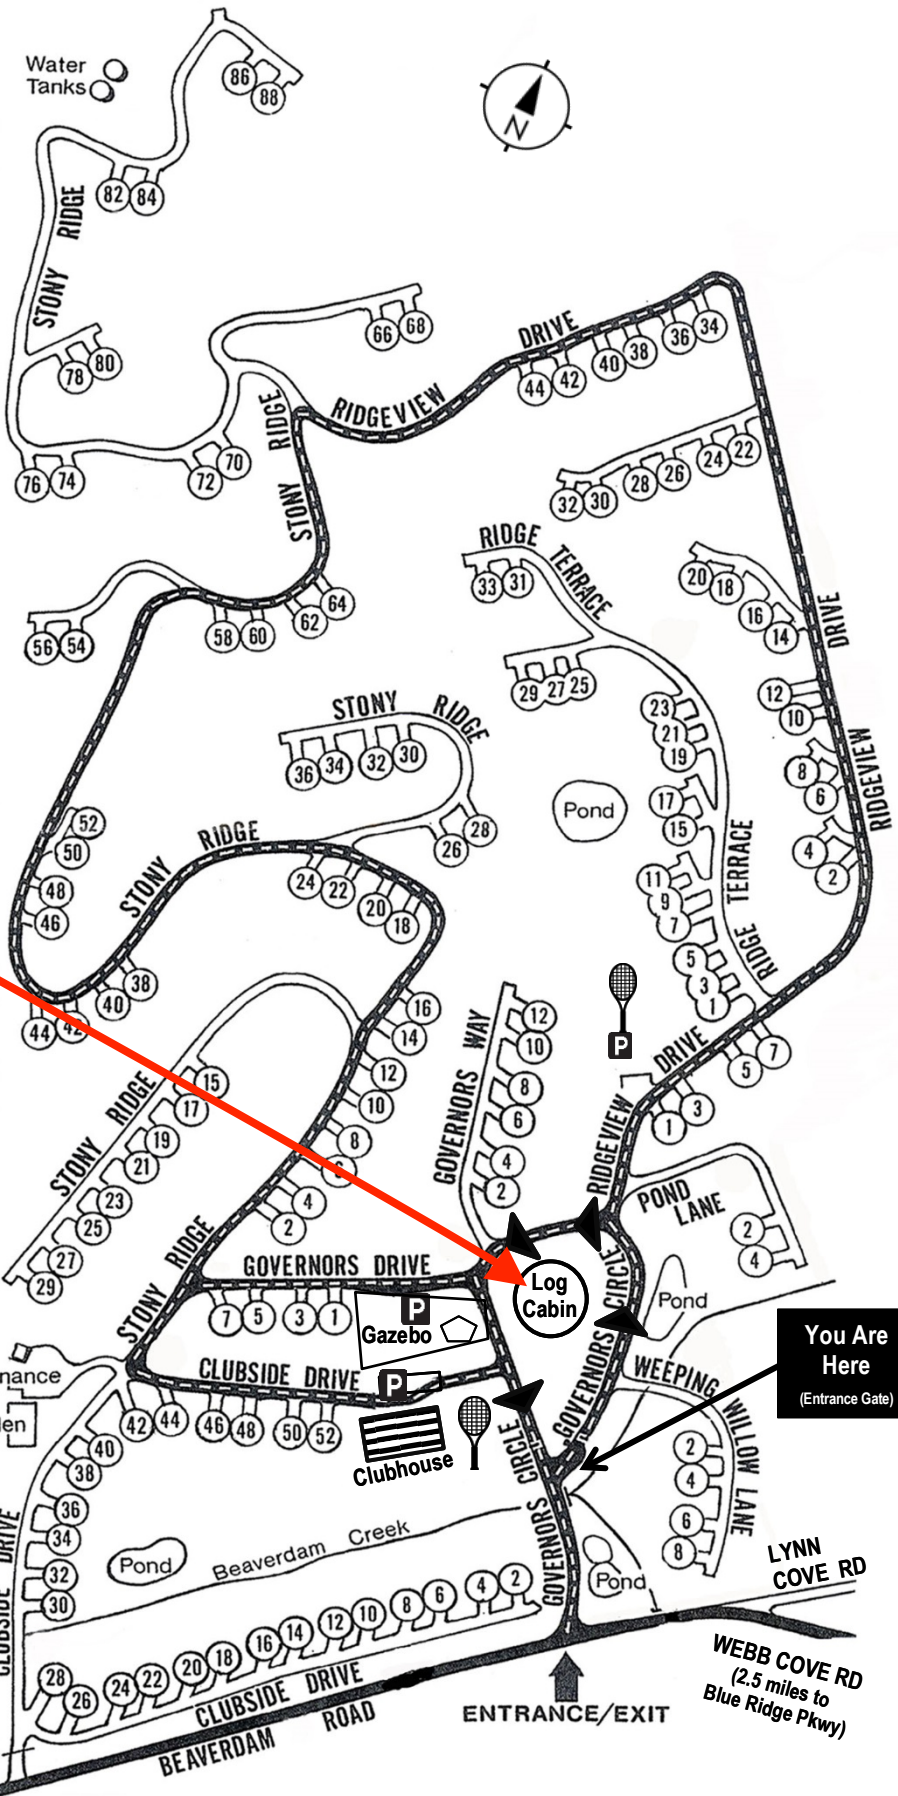 Water
Tanks
86
88
N
82
84
STONY RIDGE
66
68
DRIVE
44
42
40
38
36
34
78
80
RIDGE
RIDGEVIEW
76
74
72
70
STONY
32
30
28
26
24
22
RIDGE TERRACE
33
31
20
18
16
14
DRIVE
56
54
58
60
62
64
29
27
25
12
10
STONY RIDGE
36
34
32
30
23
21
19
RIDGEVIEW
8
6
Pond
17
15
28
26
52
50
48
46
STONY RIDGE
24
22
20
18
4
2
TERRACE
11
9
7
RIDGE
5
3
1
38
40
42
44
16
14
GOVERNORS WAY
12
10
P
DRIVE
7
5
12
10
8
6
15
17
19
21
23
25
27
29
STONY RIDGE
8
4
2
4
2
RIDGEVIEW
3
1
POND
LANE
2
4
STONY RIDGE
GOVERNORS DRIVE
7
5
3
1
P
Gazebo
Log
Cabin
GOVERNORS CIRCLE
Pond
You Are
Here
(Entrance Gate)
nance
CLUBSIDE DRIVE
P
WEEPING
WILLOW LANE
42
44
46
48
50
52
Clubhouse
40
38
36
34
32
30
GOVERNORS CIRCLE
2
4
6
8
CLUBSIDE DRIVE
Pond
Beaverdam Creek
Pond
LYNN
COVE RD
28
26
24
22
20
18
16
14
12
10
8
6
4
2
CLUBSIDE DRIVE
BEAVERDAM ROAD
ENTRANCE/EXIT
WEBB COVE RD
(2.5 miles to
Blue Ridge Pkwy)